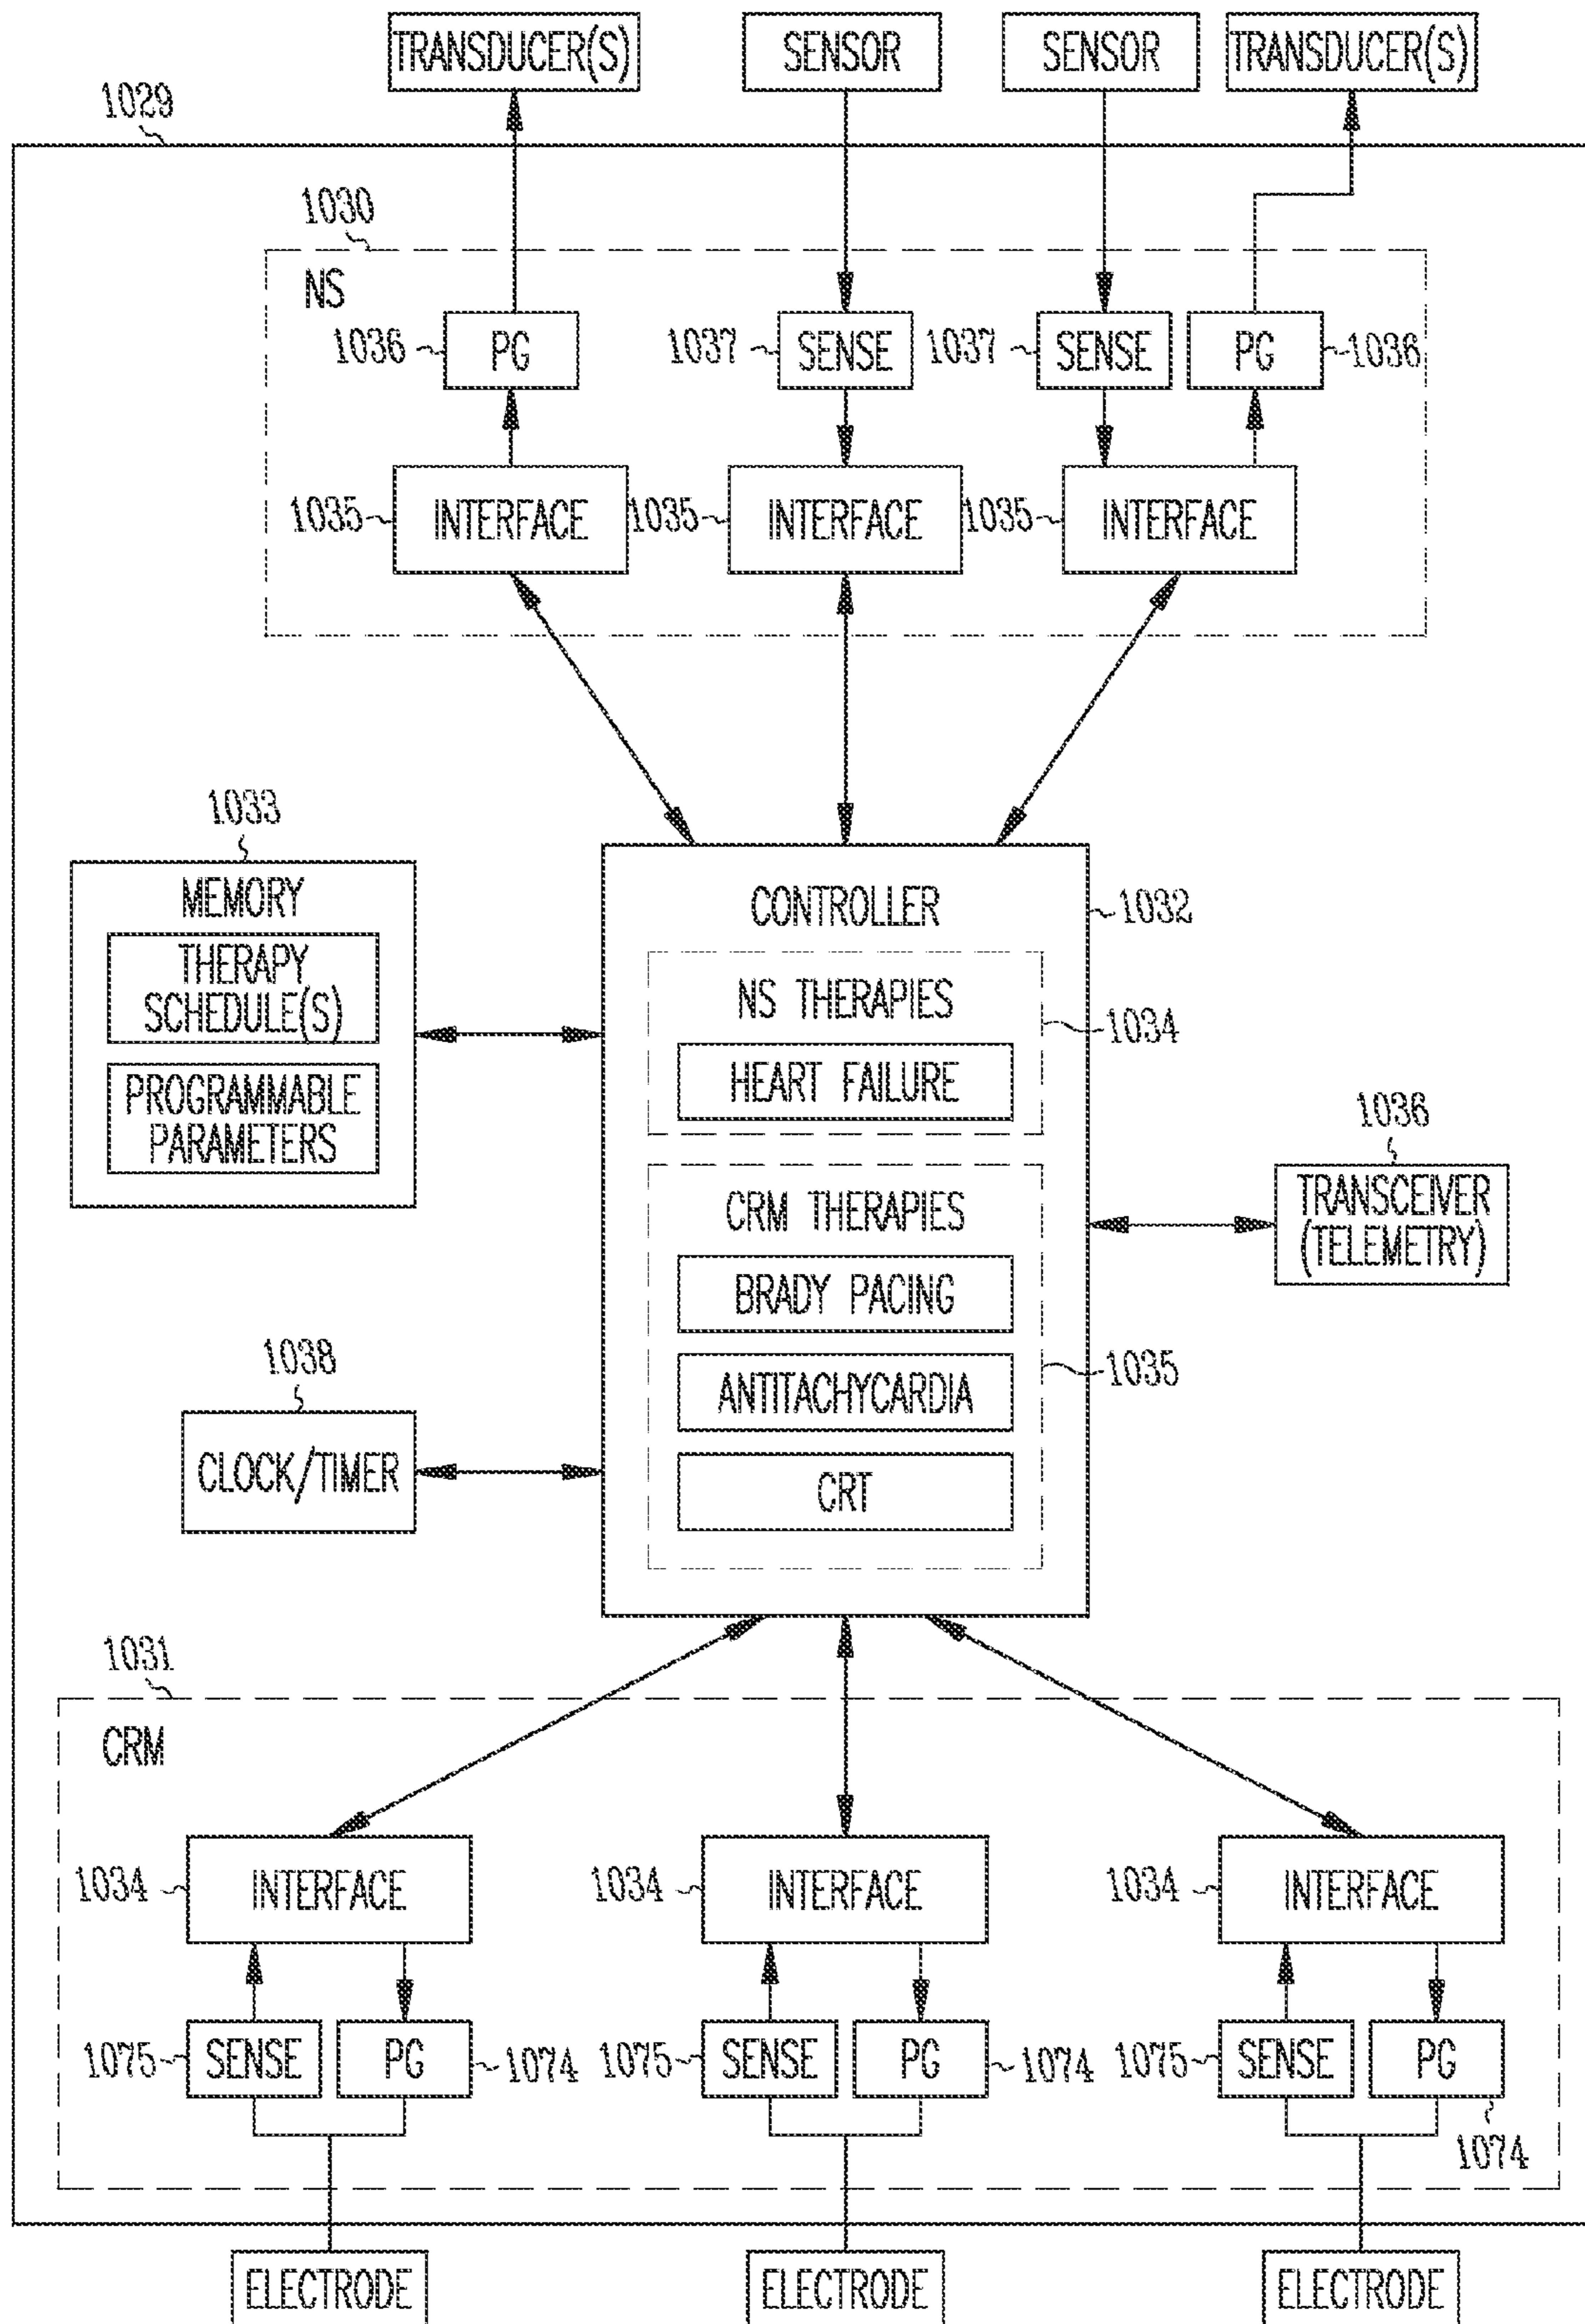 TRANSDUCER(S)
SENSOR
SENSOR
TRANSDUCER(S)
1029
1030
NS
1036
PG
1037
SENSE
1037
SENSE
PG
1036
1035
INTERFACE
1035
INTERFACE
1035
INTERFACE
1033
MEMORY
THERAPY
SCHEDULE(S)
PROGRAMMABLE
PARAMETERS
CONTROLLER
1032
NS THERAPIES
1034
HEART FAILURE
1036
TRANSCEIVER
(TELEMETRY)
CRM THERAPIES
BRADY PACING
1035
ANTITACHYCARDIA
CRT
1038
CLOCK/TIMER
1031
CRM
1034
INTERFACE
1034
INTERFACE
1034
INTERFACE
1075
SENSE
PG
1074
1075
SENSE
PG
1074
1075
SENSE
PG
1074
ELECTRODE
ELECTRODE
ELECTRODE